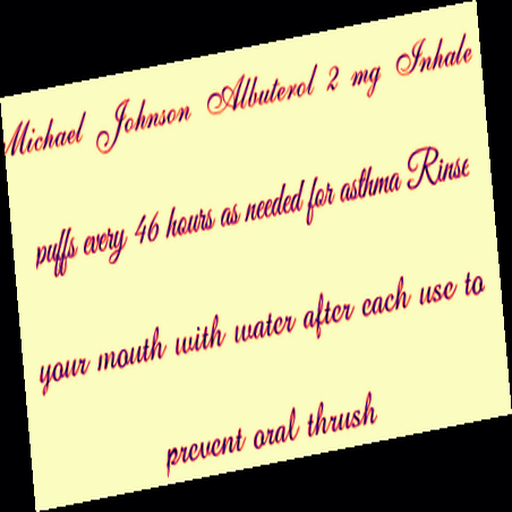 Michael Johnson Albuterol 2 mg Inhale
puffs every 46 hours as needed for asthma Rinse
your mouth with water after each use to
prevent oral thrush